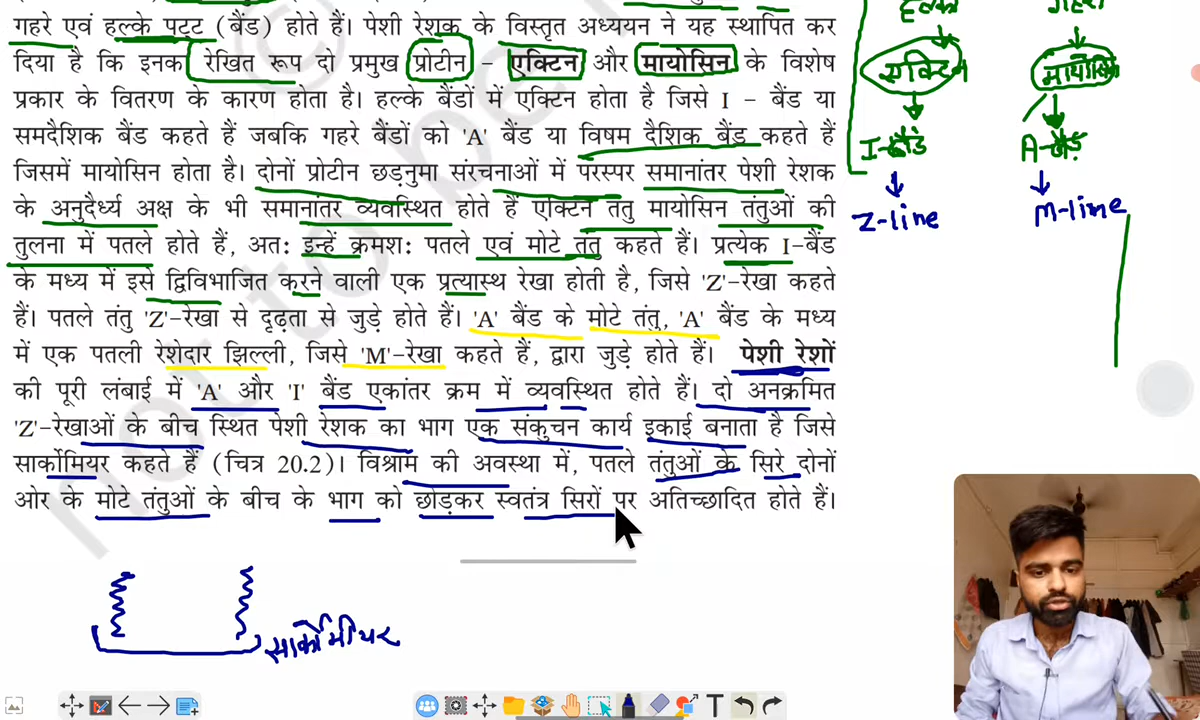 गहरे एवं हल्के पट्ट (बैंड) होते हैं। पेशी रेशक के विस्तृत अध्ययन ने यह स्थापित कर
दिया है कि इनक रेखित रूप दो प्रमुख प्रोटीन – एक्टिन और मायोसिन के विशेष
प्रकार के वितरण के कारण होता है। हल्के बैंडों में एक्टिन होता है जिसे I – बैंड या
समदैशिक बैंड कहते हैं जबकि गहरे बैंडों को 'A' बैंड या विषम दैशिक बैंड कहते हैं
जिसमें मायोसिन होता है। दोनों प्रोटीन छड़नुमा संरचनाओं में परस्पर समानांतर पेशी रेशक
के अनुदैर्ध्य अक्ष के भी समानांतर व्यवस्थित होते हैं एक्टिन तंतु मायोसिन तंतुओं की
तुलना में पतले होते हैं, अत: इन्हें क्रमश: पतले एवं मोटे तंतु कहते हैं। प्रत्येक I-बैंड
के मध्य में इसे द्विविभाजित करने वाली एक प्रत्यास्थ रेखा होती है, जिसे 'Z'-रेखा कहते
हैं। पतले तंतु 'Z'-रेखा से दृढ़ता से जुड़े होते हैं। 'A' बैंड के मोटे तंतु, 'A' बैंड के मध्य
में एक पतली रेशेदार झिल्ली, जिसे 'M'-रेखा कहते हैं, द्वारा जुड़े होते हैं। पेशी रेशों
की पूरी लंबाई में 'A' और 'I' बैंड एकांतर क्रम में व्यवस्थित होते हैं। दो अनक्रमित
'Z'-रेखाओं के बीच स्थित पेशी रेशक का भाग एक संकुचन कार्य इकाई बनाता है जिसे
सार्कोमियर कहते हैं (चित्र 20.2)। विश्राम की अवस्था में, पतले तंतुओं के सिरे दोनों
ओर के मोटे तंतुओं के बीच के भाग को छोड़कर स्वतंत्र सिरों पर अतिच्छादित होते हैं।
एक्टिन मायोसिन
I-बैंड A-बैंड
Z-line M-line
सार्कोमीयर
not to be
T